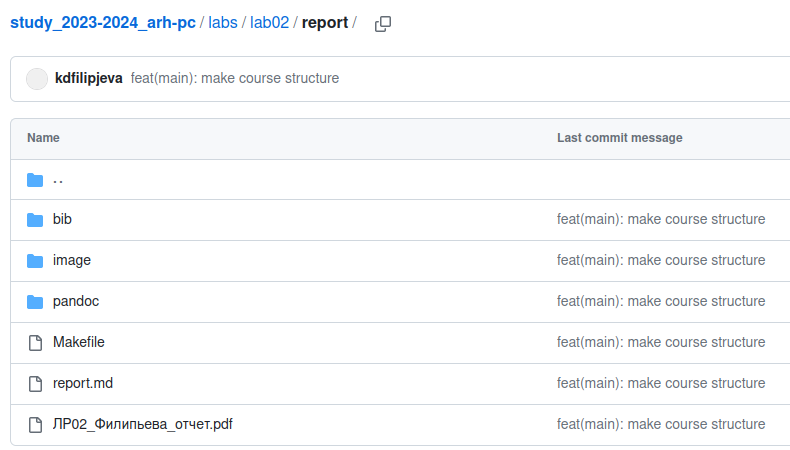 study_2023-2024_arh-pc / labs / lab02 / report /
kdfilipjeva feat(main): make course structure
Name Last commit message
..
bib feat(main): make course structure
image feat(main): make course structure
pandoc feat(main): make course structure
Makefile feat(main): make course structure
report.md feat(main): make course structure
ЛР02_Филипьева_отчет.pdf feat(main): make course structure